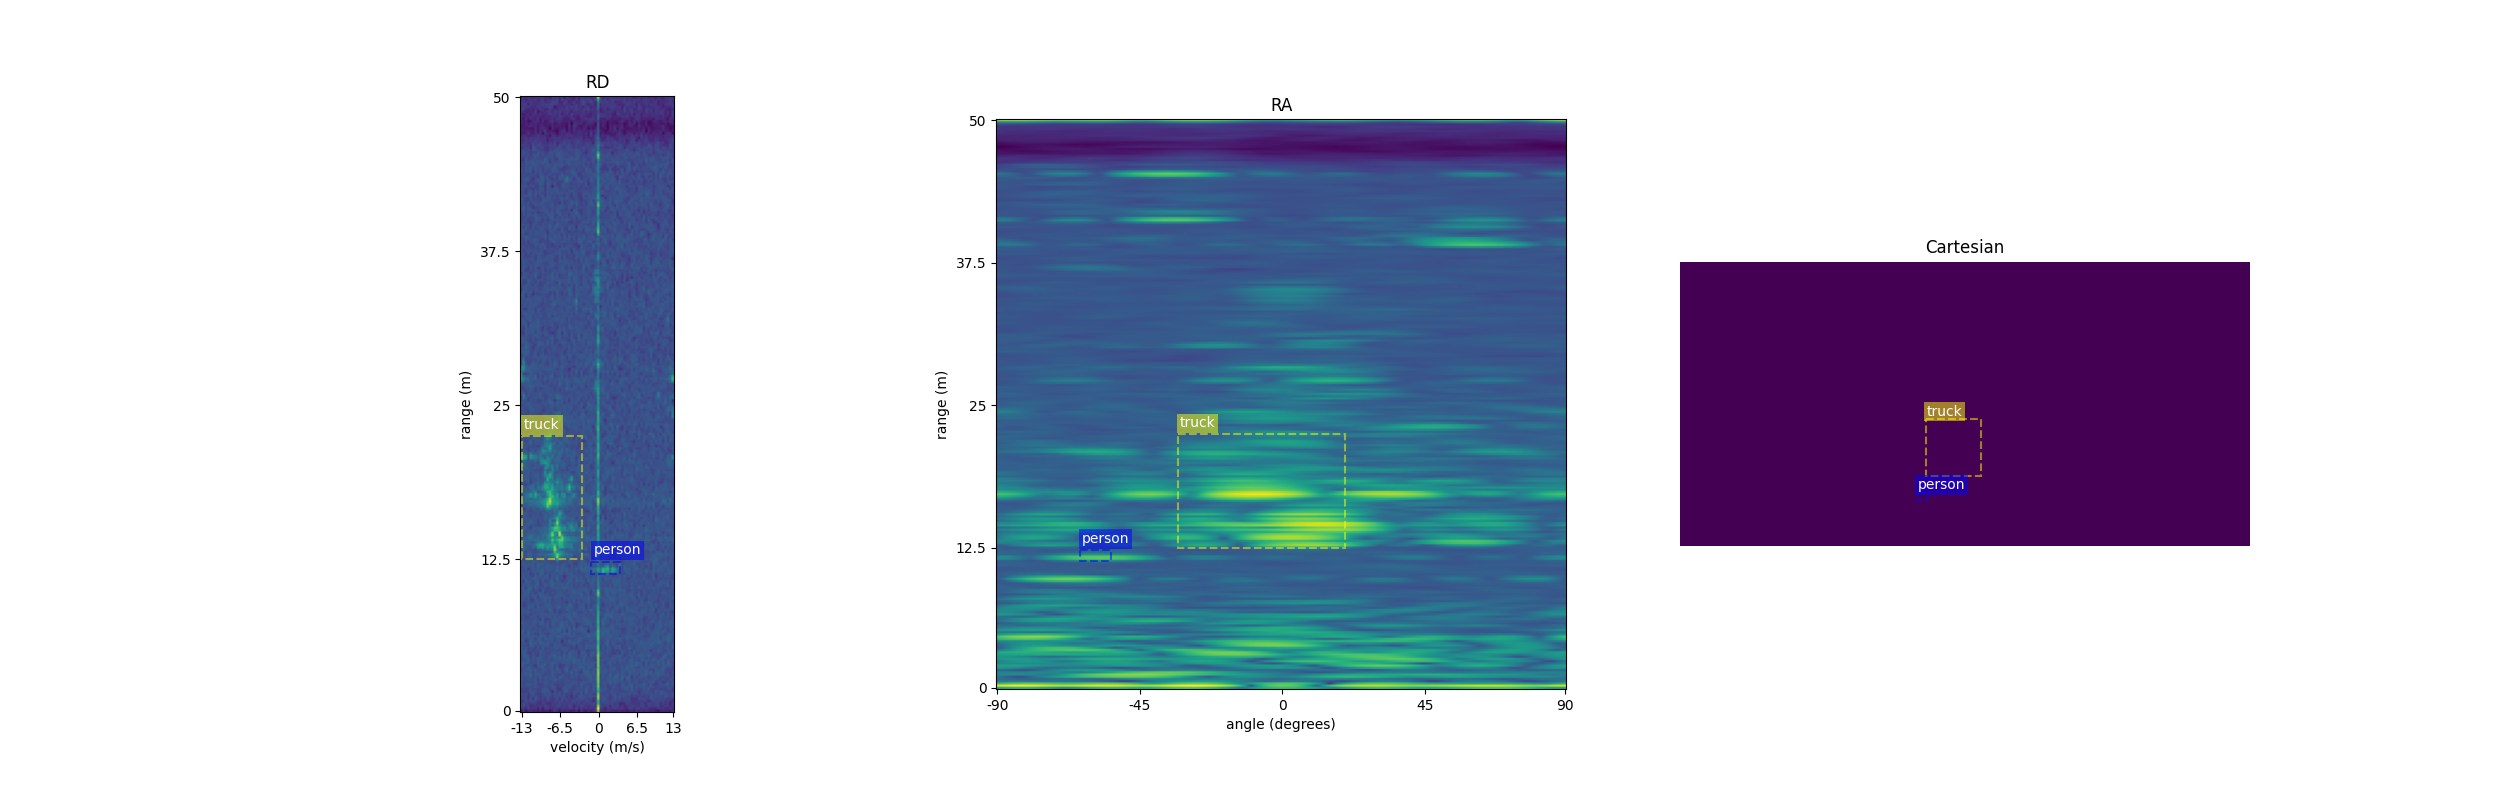 RD
50
37.5
25
12.5
0
range (m)
truck
person
-13 -6.5 0 6.5 13
velocity (m/s)
RA
50
37.5
25
12.5
0
range (m)
truck
person
-90 -45 0 45 90
angle (degrees)
Cartesian
truck
person